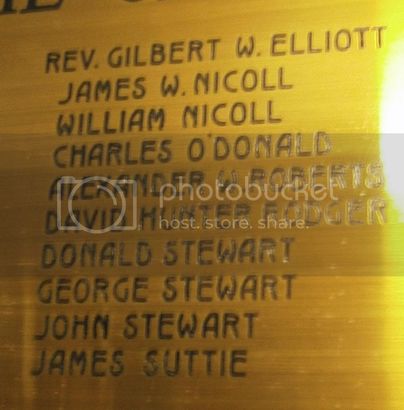 REV. GILBERT W. ELLIOTT
JAMES W. NICOLL
WILLIAM NICOLL
CHARLES O'DONALD
ALEXANDER W. ROBERTS
photobucket
DAVID HUNTER RODGER
host. store. share.
DONALD STEWART
GEORGE STEWART
JOHN STEWART
JAMES SUTTIE